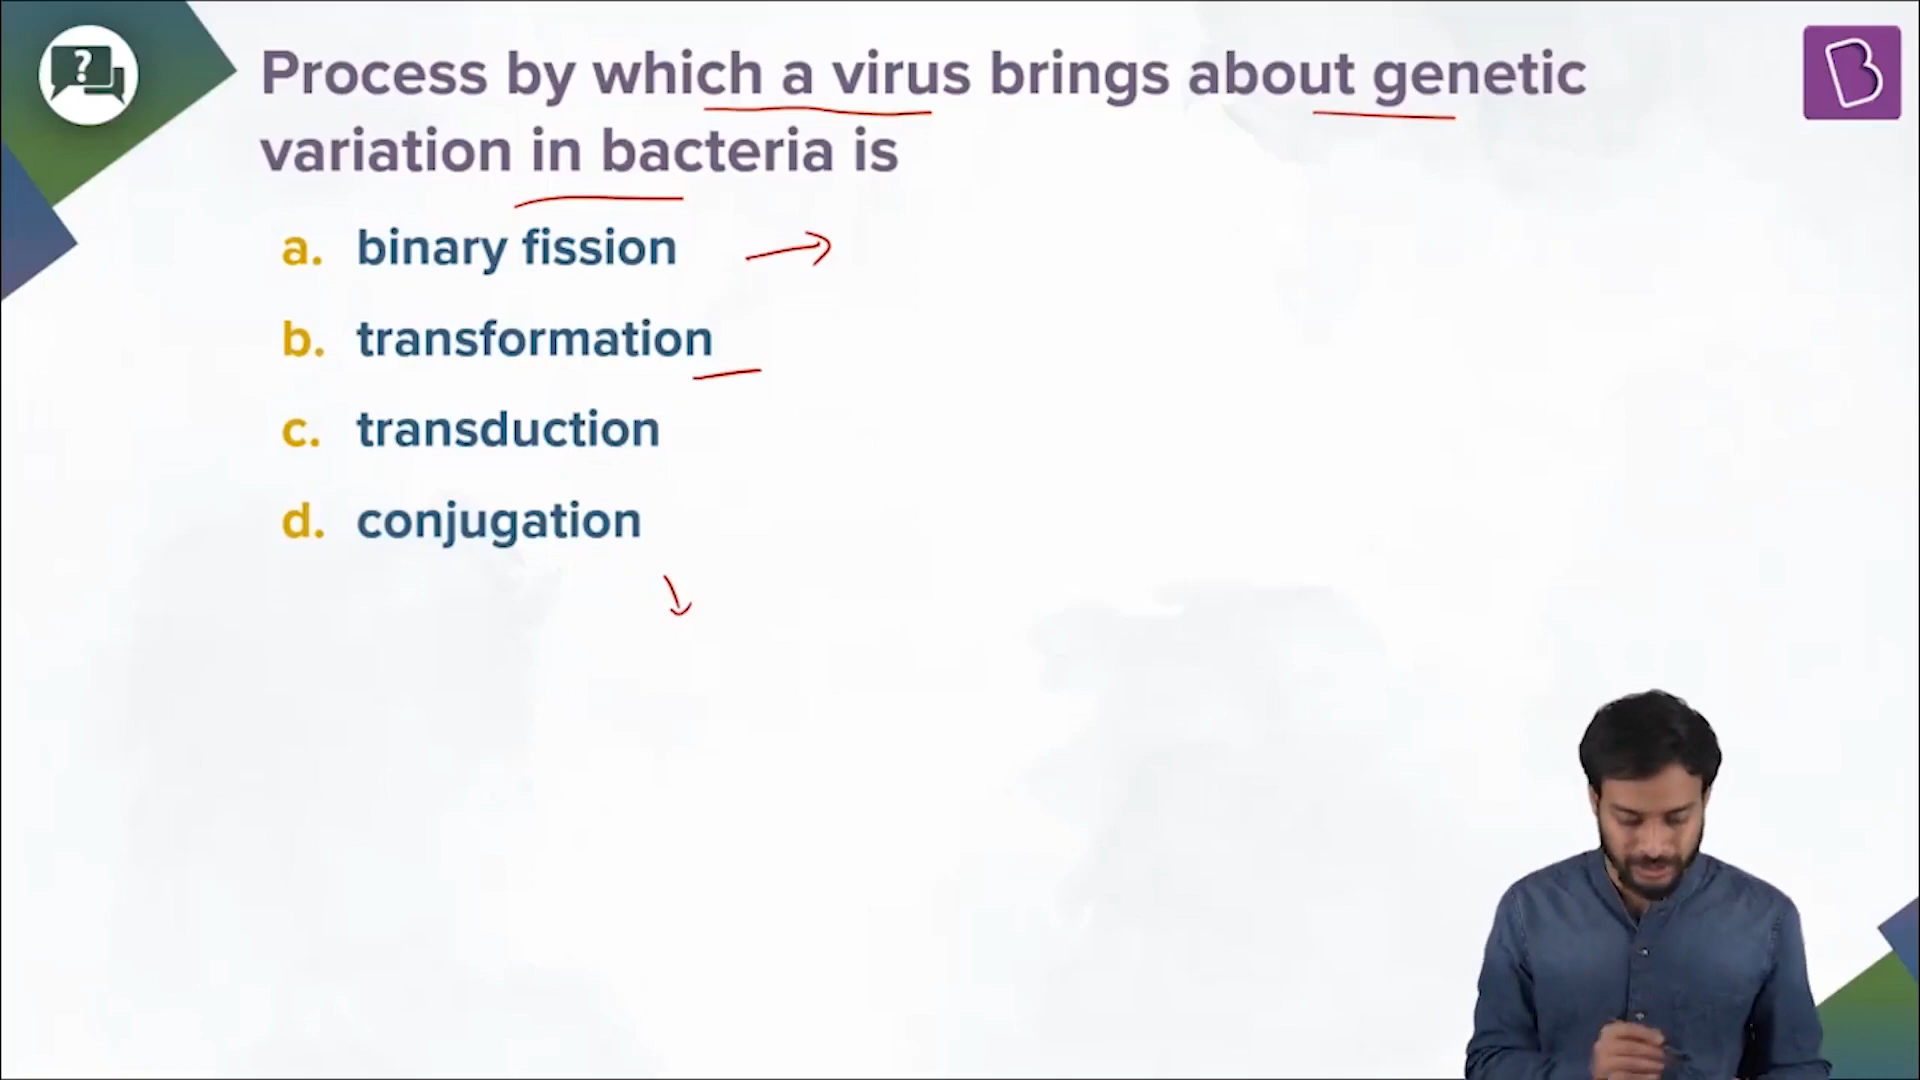 ?
Process by which a virus brings about genetic
variation in bacteria is
a. binary fission
b. transformation
c. transduction
d. conjugation
B